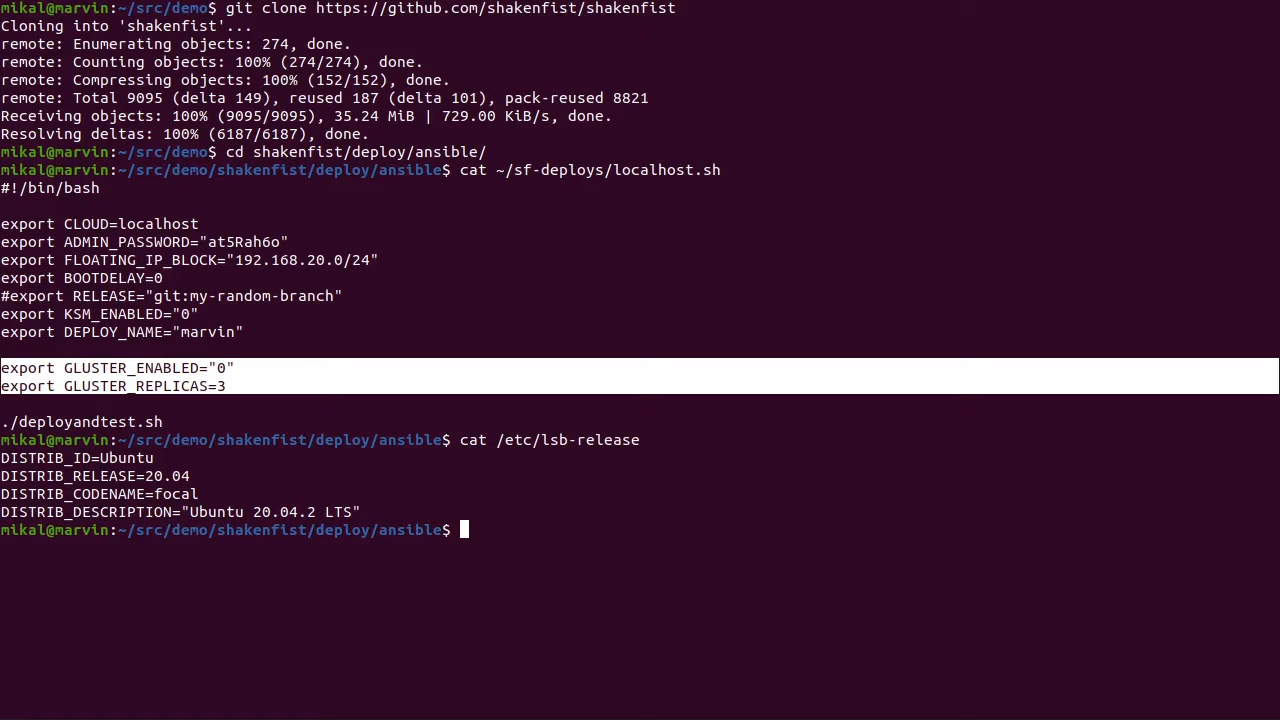 mikal@marvin:~/src/demo$ git clone https://github.com/shakenfist/shakenfist
Cloning into 'shakenfist'...
remote: Enumerating objects: 274, done.
remote: Counting objects: 100% (274/274), done.
remote: Compressing objects: 100% (152/152), done.
remote: Total 9095 (delta 149), reused 187 (delta 101), pack-reused 8821
Receiving objects: 100% (9095/9095), 35.24 MiB | 729.00 KiB/s, done.
Resolving deltas: 100% (6187/6187), done.
mikal@marvin:~/src/demo$ cd shakenfist/deploy/ansible/
mikal@marvin:~/src/demo/shakenfist/deploy/ansible$ cat ~/sf-deploys/localhost.sh
#!/bin/bash
export CLOUD=localhost
export ADMIN_PASSWORD="at5Rah6o"
export FLOATING_IP_BLOCK="192.168.20.0/24"
export BOOTDELAY=0
#export RELEASE="git:my-random-branch"
export KSM_ENABLED="0"
export DEPLOY_NAME="marvin"
export GLUSTER_ENABLED="0"
export GLUSTER_REPLICAS=3
./deployandtest.sh
mikal@marvin:~/src/demo/shakenfist/deploy/ansible$ cat /etc/lsb-release
DISTRIB_ID=Ubuntu
DISTRIB_RELEASE=20.04
DISTRIB_CODENAME=focal
DISTRIB_DESCRIPTION="Ubuntu 20.04.2 LTS"
mikal@marvin:~/src/demo/shakenfist/deploy/ansible$